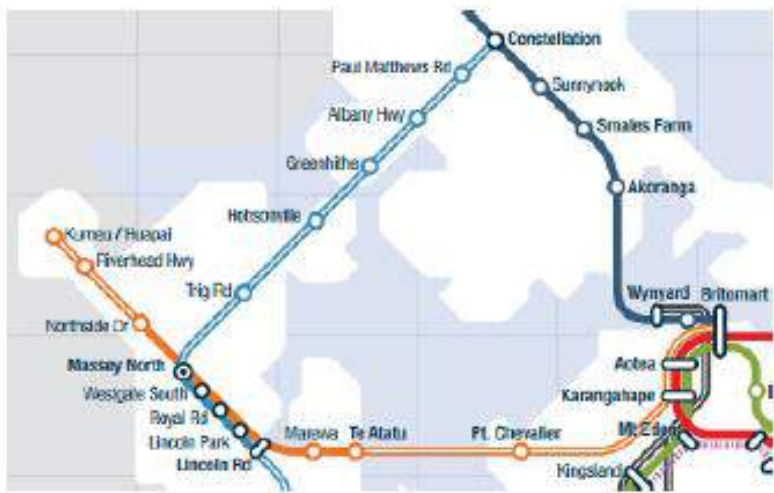 Constellation
Paul Matthews Rd
Sunnynook
Albany Hwy
Smales Farm
Greenhithe
Akoranga
Hobsonville
Kumeu / Huapai
Riverhead Hwy
Trig Rd
Wynyard
Britomart
Northside Dr
Massey North
Aotea
Westgate South
Karangahape
Royal Rd
Lincoln Park
Marewa
Te Atatu
Pt. Chevalier
Mt Eden
Lincoln Rd
Kingsland